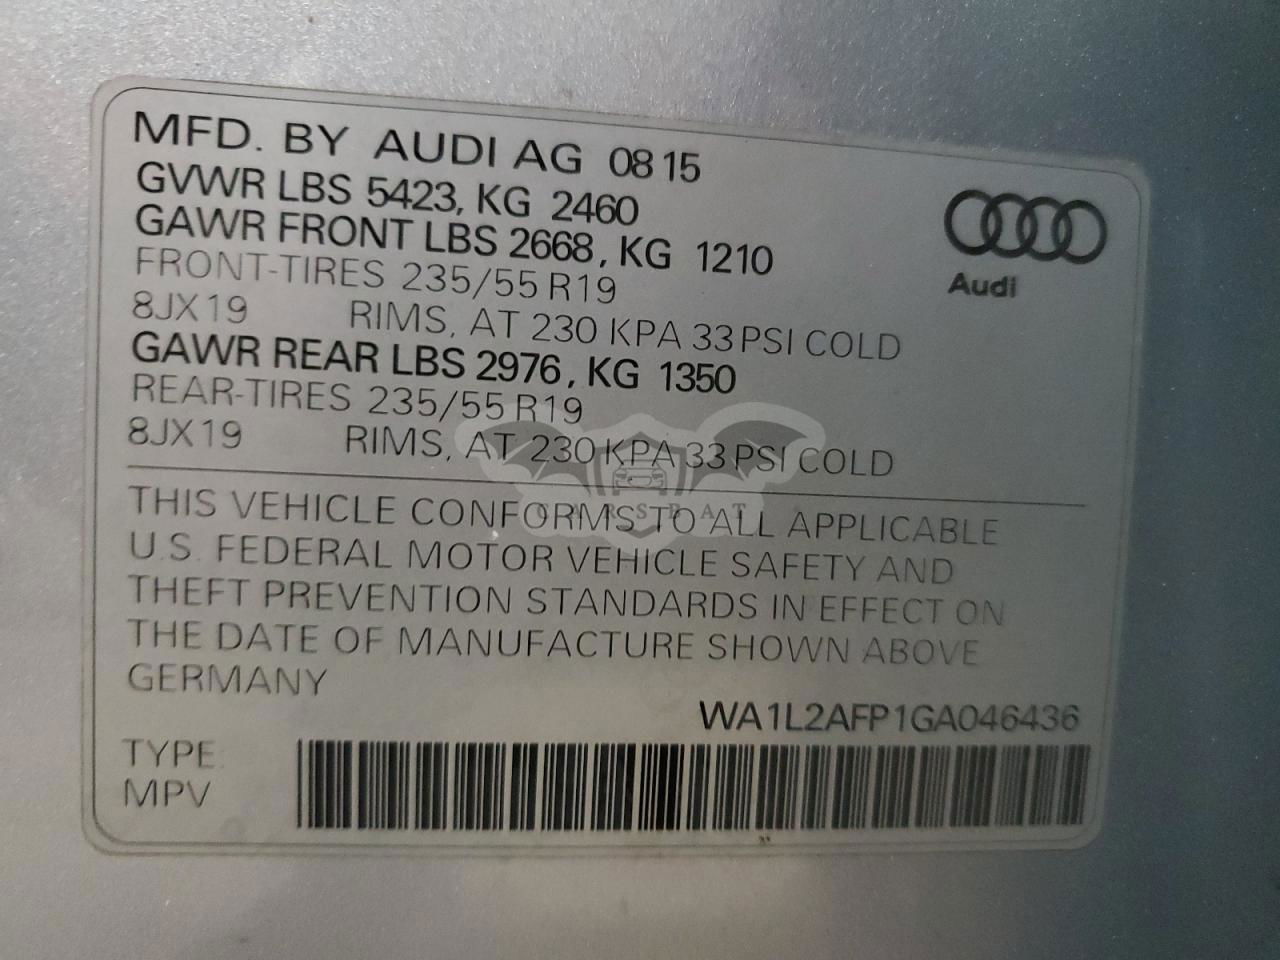 MFD. BY AUDI AG 08 15
GVWR LBS 5423, KG 2460
GAWR FRONT LBS 2668, KG 1210
FRONT-TIRES 235/55 R19
8JX19 RIMS, AT 230 KPA 33 PSI COLD
GAWR REAR LBS 2976, KG 1350
REAR-TIRES 235/55 R19
8JX19 RIMS, AT 230 KPA 33 PSI COLD
Audi
THIS VEHICLE CONFORMS TO ALL APPLICABLE
U.S. FEDERAL MOTOR VEHICLE SAFETY AND
THEFT PREVENTION STANDARDS IN EFFECT ON
THE DATE OF MANUFACTURE SHOWN ABOVE
GERMANY
WA1L2AFP1GA046436
TYPE
MPV
CARSBAT